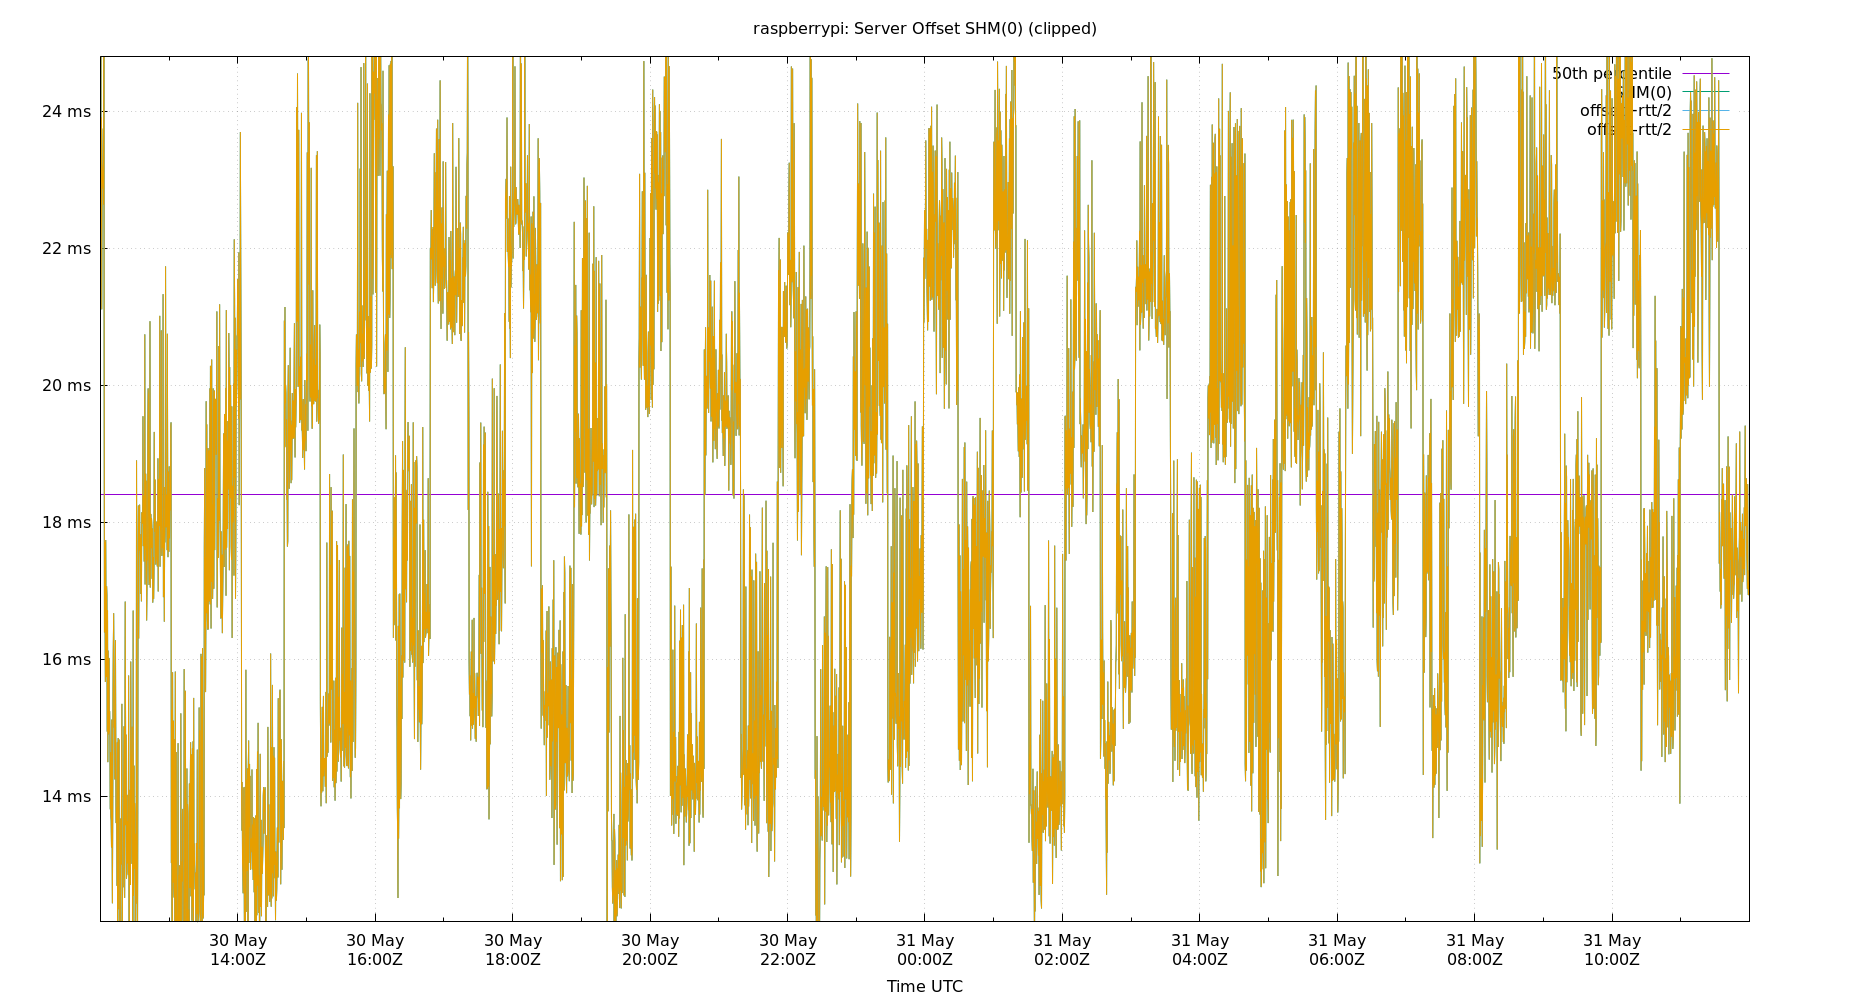 raspberrypi: Server Offset SHM(0) (clipped)
24 ms
22 ms
20 ms
18 ms
16 ms
14 ms
50th percentile
SHM(0)
-rtt/2
-rtt/2
30 May 14:00Z
30 May 16:00Z
30 May 18:00Z
30 May 20:00Z
30 May 22:00Z
31 May 00:00Z
31 May 02:00Z
31 May 04:00Z
31 May 06:00Z
31 May 08:00Z
31 May 10:00Z
Time UTC